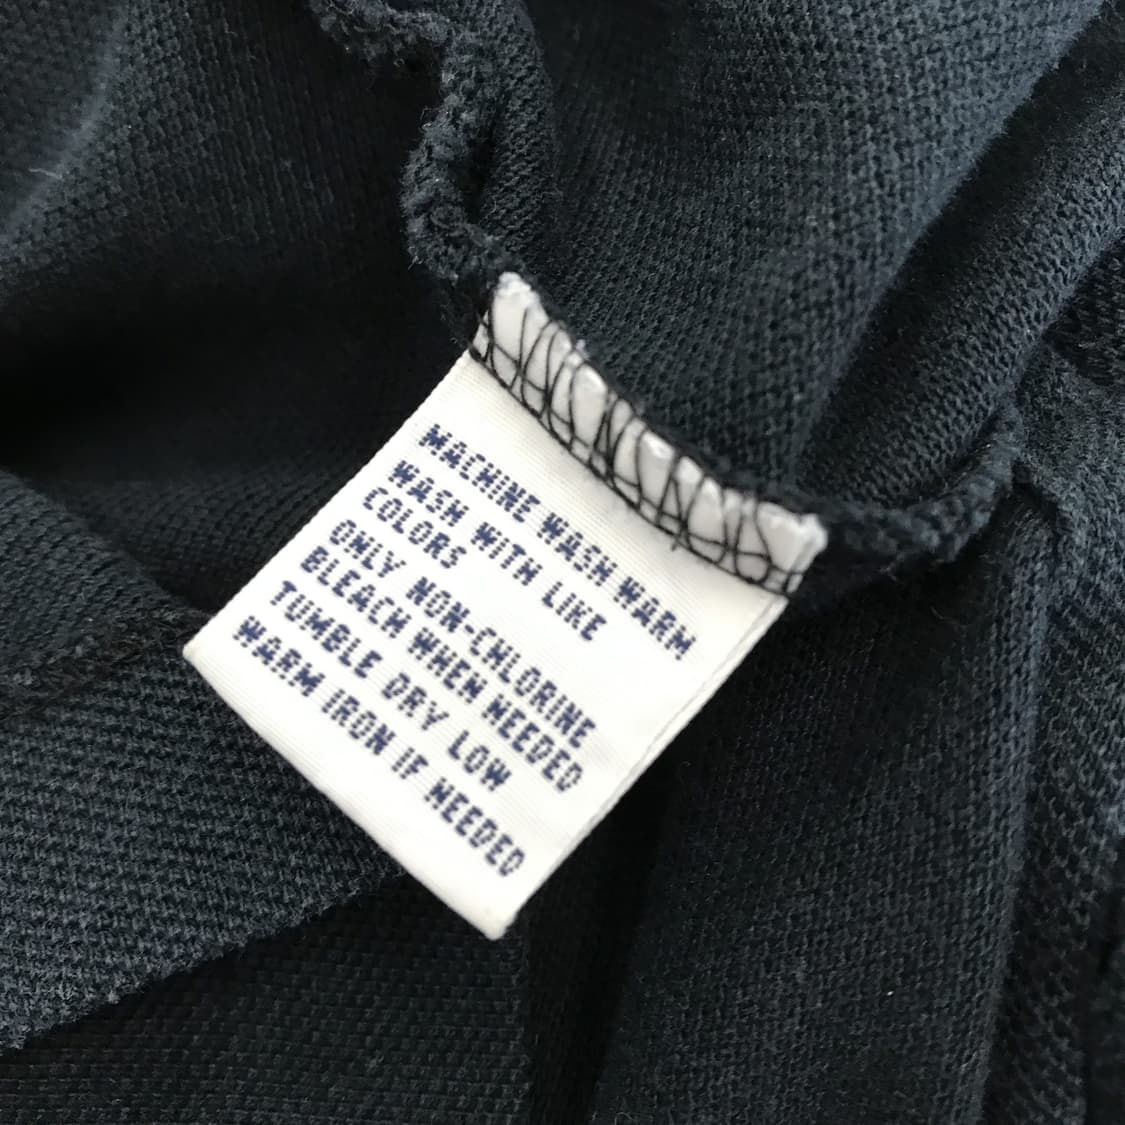 MACHINE WASH WARM
WASH WITH LIKE
COLORS
ONLY NON-CHLORINE
BLEACH WHEN NEEDED
TUMBLE DRY LOW
WARM IRON IF NEEDED